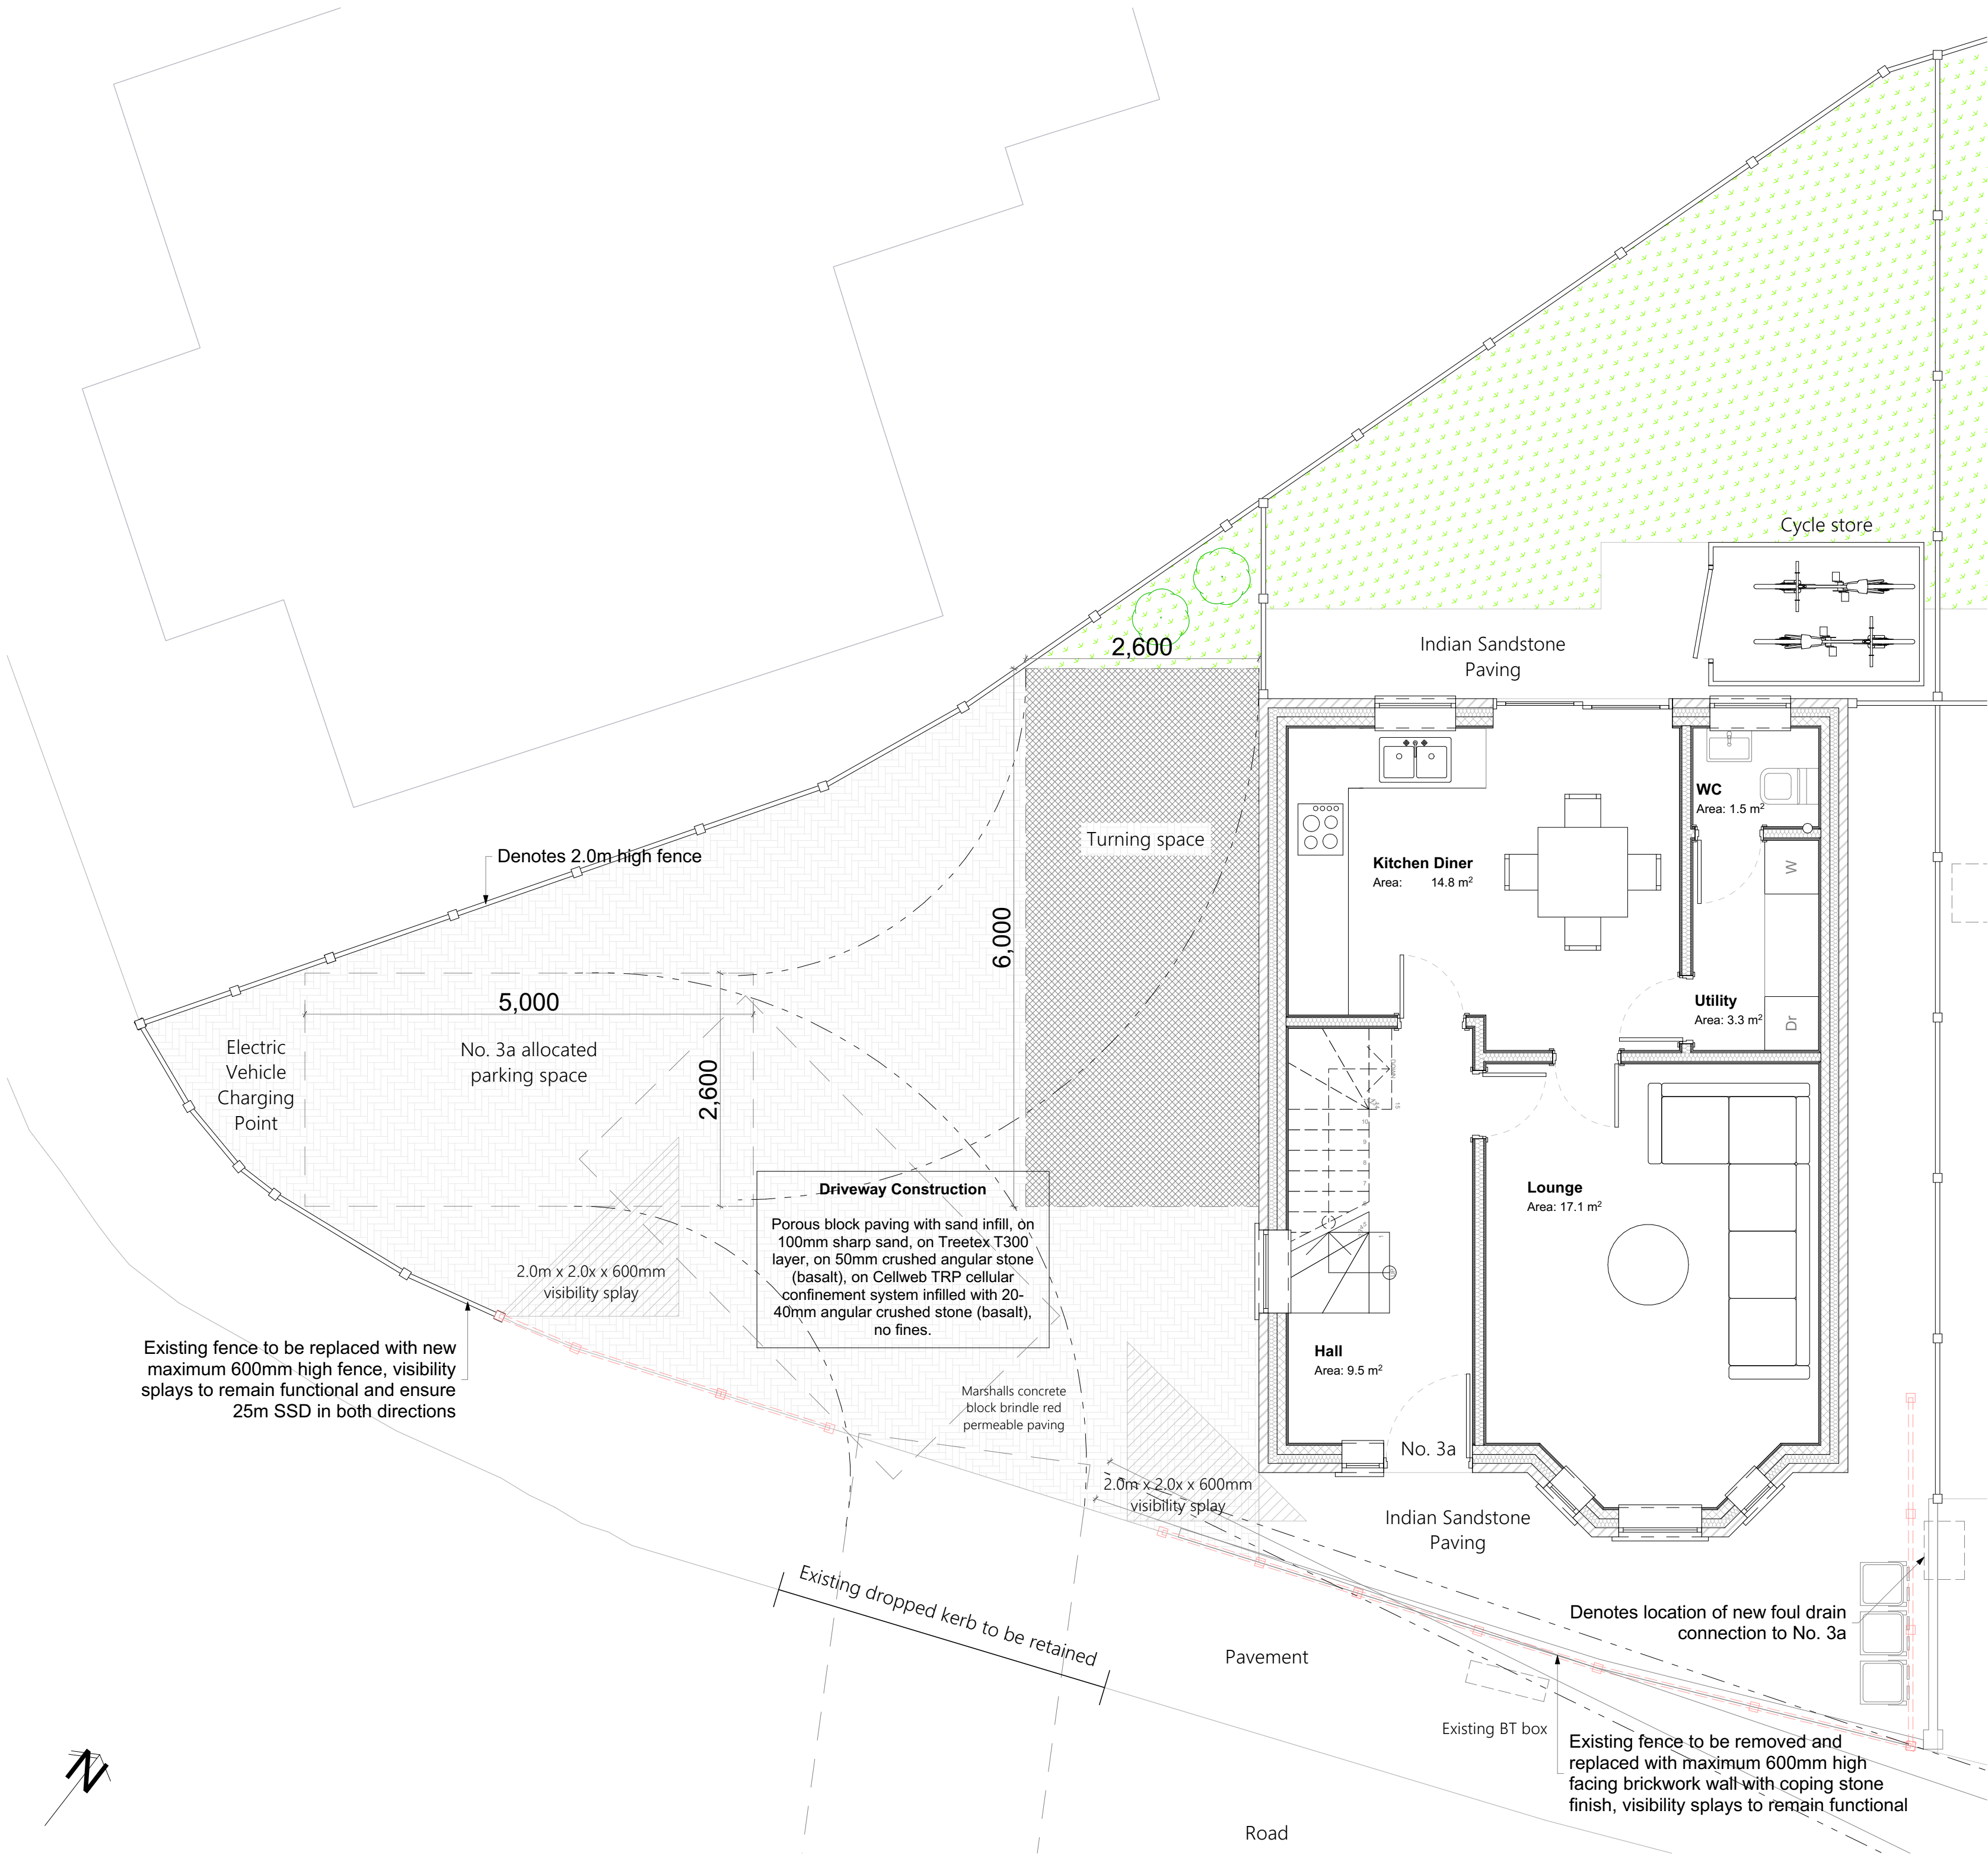 Cycle store
2,600
Indian Sandstone
Paving
WC
Area: 1.5 m²
Turning space
Denotes 2.0m high fence
Kitchen Diner
Area: 14.8 m²
W
6,000
5,000
Utility
Area: 3.3 m²
Dr
Electric
Vehicle
Charging
Point
No. 3a allocated
parking space
2,600
Driveway Construction
Porous block paving with sand infill, on
100mm sharp sand, on Treetex T300
layer, on 50mm crushed angular stone
(basalt), on Cellweb TRP cellular
confinement system infilled with 20-
40mm angular crushed stone (basalt),
no fines.
Lounge
Area: 17.1 m²
10
9
8
7
2.0m x 2.0x x 600mm
visibility splay
Existing fence to be replaced with new
maximum 600mm high fence, visibility
splays to remain functional and ensure
25m SSD in both directions
Hall
Area: 9.5 m²
Marshalls concrete
block brindle red
permeable paving
No. 3a
2.0m x 2.0x x 600mm
visibility splay
Indian Sandstone
Paving
Existing dropped kerb to be retained
Denotes location of new foul drain
connection to No. 3a
Pavement
Existing BT box
Existing fence to be removed and
replaced with maximum 600mm high
facing brickwork wall with coping stone
finish, visibility splays to remain functional
N
Road